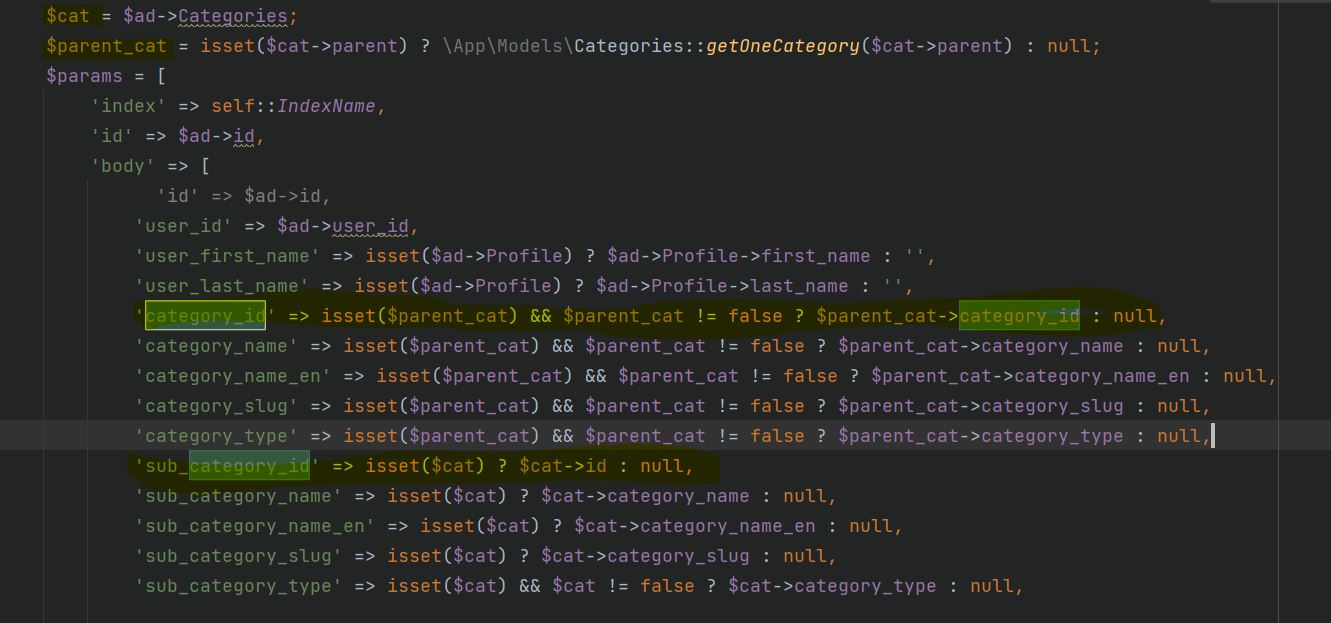 $cat = $ad->Categories;
$parent_cat = isset($cat->parent) ? \App\Models\Categories::getOneCategory($cat->parent) : null;
$params = [
'index' => self::IndexName,
'id' => $ad->id,
'body' => [
'id' => $ad->id,
'user_id' => $ad->user_id,
'user_first_name' => isset($ad->Profile) ? $ad->Profile->first_name : '',
'user_last_name' => isset($ad->Profile) ? $ad->Profile->last_name : '',
'category_id' => isset($parent_cat) && $parent_cat != false ? $parent_cat->category_id : null,
'category_name' => isset($parent_cat) && $parent_cat != false ? $parent_cat->category_name : null,
'category_name_en' => isset($parent_cat) && $parent_cat != false ? $parent_cat->category_name_en : null,
'category_slug' => isset($parent_cat) && $parent_cat != false ? $parent_cat->category_slug : null,
'category_type' => isset($parent_cat) && $parent_cat != false ? $parent_cat->category_type : null,
'sub_category_id' => isset($cat) ? $cat->id : null,
'sub_category_name' => isset($cat) ? $cat->category_name : null,
'sub_category_name_en' => isset($cat) ? $cat->category_name_en : null,
'sub_category_slug' => isset($cat) ? $cat->category_slug : null,
'sub_category_type' => isset($cat) && $cat != false ? $cat->category_type : null,